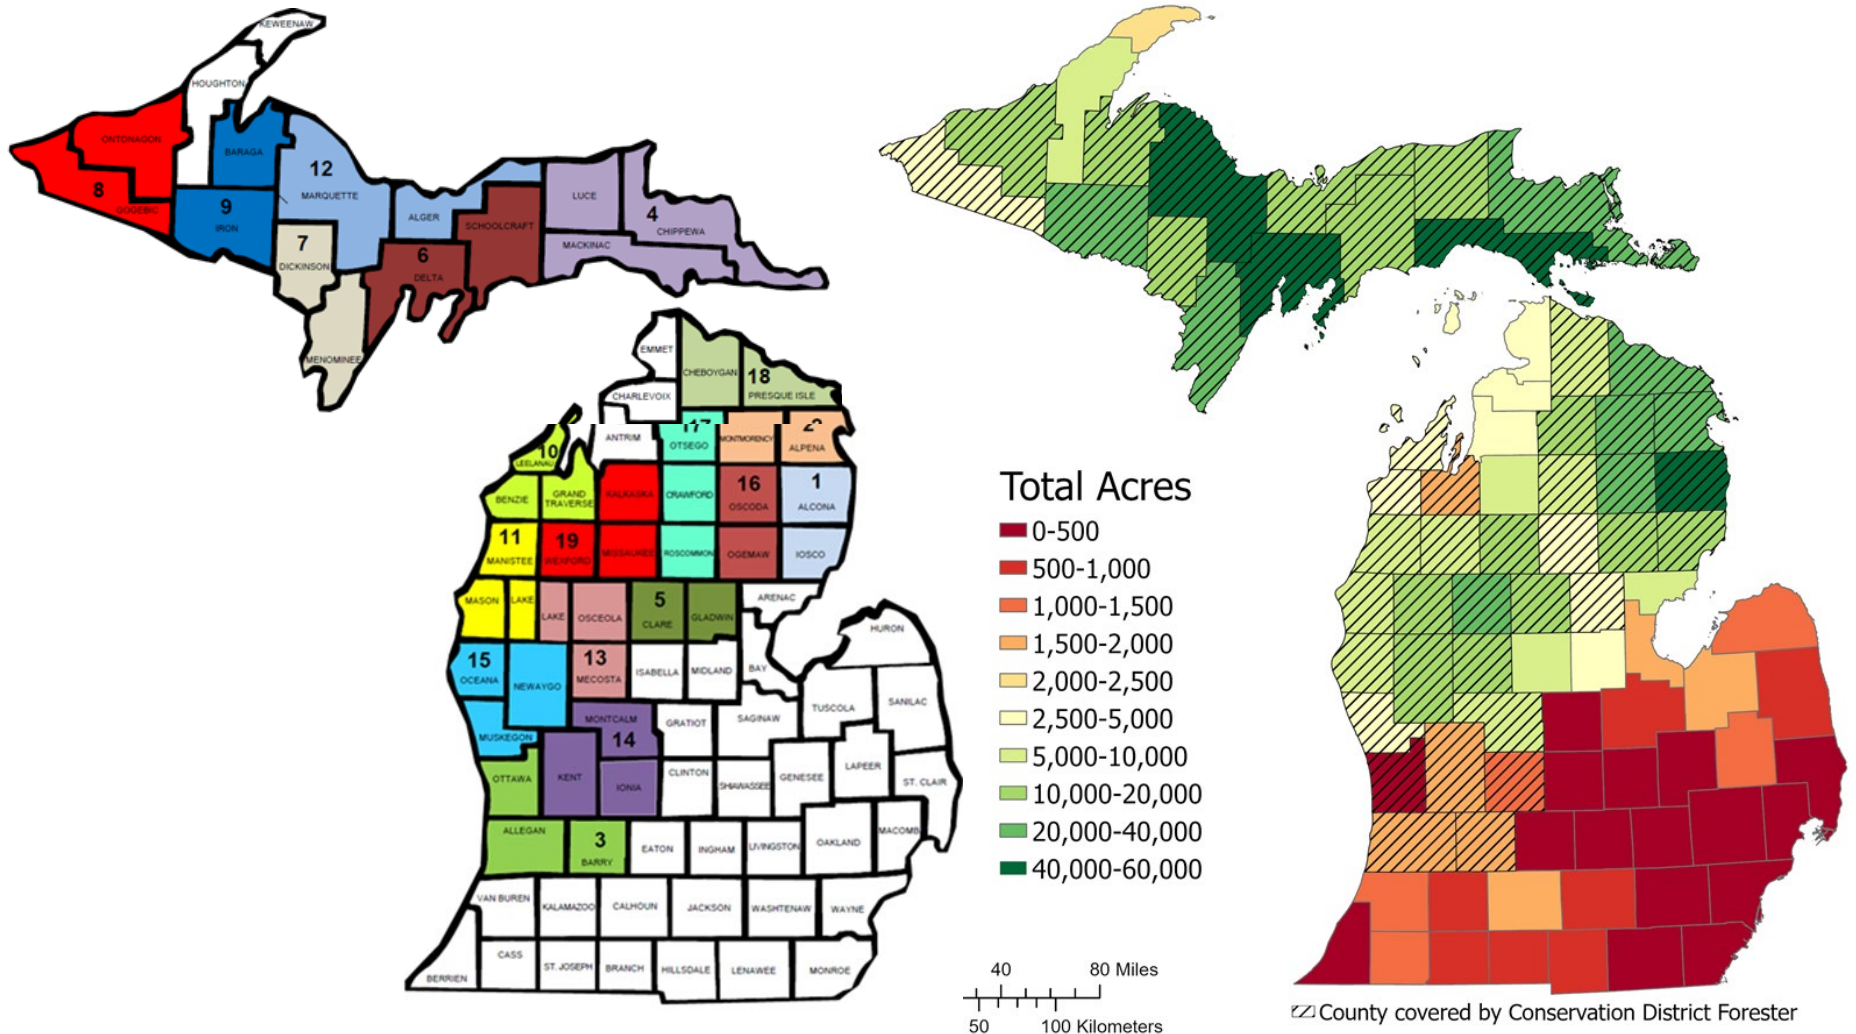 KEWEENAW
HOUGHTON
ONTONAGON
BARAGA
12
MARQUETTE
8
GOGEBIC
9
IRON
ALGER
SCHOOLCRAFT
LUCE
4
CHIPPEWA
MACKINAC
7
DICKINSON
6
DELTA
MENOMINEE
EMMET
CHEBOYGAN
18
PRESQUE ISLE
CHARLEVOIX
ANTRIM
17
OTSEGO
MONTMORENCY
2
ALPENA
10
LEELANAU
BENZIE
GRAND
TRAVERSE
KALKASKA
CRAWFORD
16
OSCODA
1
ALCONA
11
MANISTEE
19
WEXFORD
MISSAUKEE
ROSCOMMON
OGEMAW
IOSCO
MASON
LAKE
LAKE
OSCEOLA
5
CLARE
GLADWIN
ARENAC
HURON
15
OCEANA
NEWAYGO
13
MECOSTA
ISABELLA
MIDLAND
BAY
TUSCOLA
SANILAC
MUSKEGON
MONTCALM
14
GRATIOT
SAGINAW
OTTAWA
KENT
IONIA
CLINTON
SHIAWASSEE
GENESEE
LAPEER
ST. CLAIR
ALLEGAN
3
BARRY
EATON
INGHAM
LIVINGSTON
OAKLAND
MACOMB
VAN BUREN
KALAMAZOO
CALHOUN
JACKSON
WASHTENAW
WAYNE
BERRIEN
CASS
ST. JOSEPH
BRANCH
HILLSDALE
LENAWEE
MONROE
Total Acres
0-500
500-1,000
1,000-1,500
1,500-2,000
2,000-2,500
2,500-5,000
5,000-10,000
10,000-20,000
20,000-40,000
40,000-60,000
40 80 Miles
50 100 Kilometers
County covered by Conservation District Forester